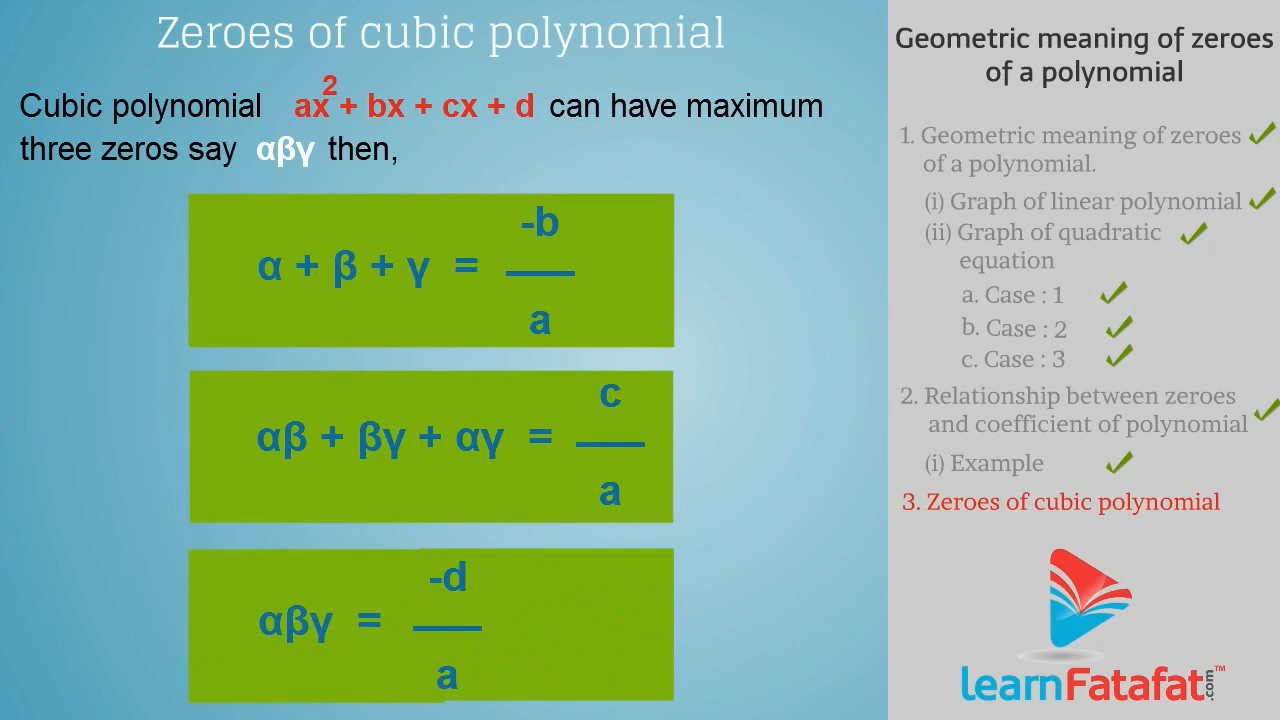 Zeroes of cubic polynomial
Cubic polynomial ax² + bx + cx + d can have maximum
three zeros say αβγ then,
-b
α + β + γ =
a
c
αβ + βγ + αγ =
a
-d
αβγ =
a
Geometric meaning of zeroes
of a polynomial
1. Geometric meaning of zeroes
of a polynomial.
(i) Graph of linear polynomial
(ii) Graph of quadratic
equation
a. Case : 1
b. Case : 2
c. Case : 3
2. Relationship between zeroes
and coefficient of polynomial
(i) Example
3. Zeroes of cubic polynomial
learnFatafat.com™